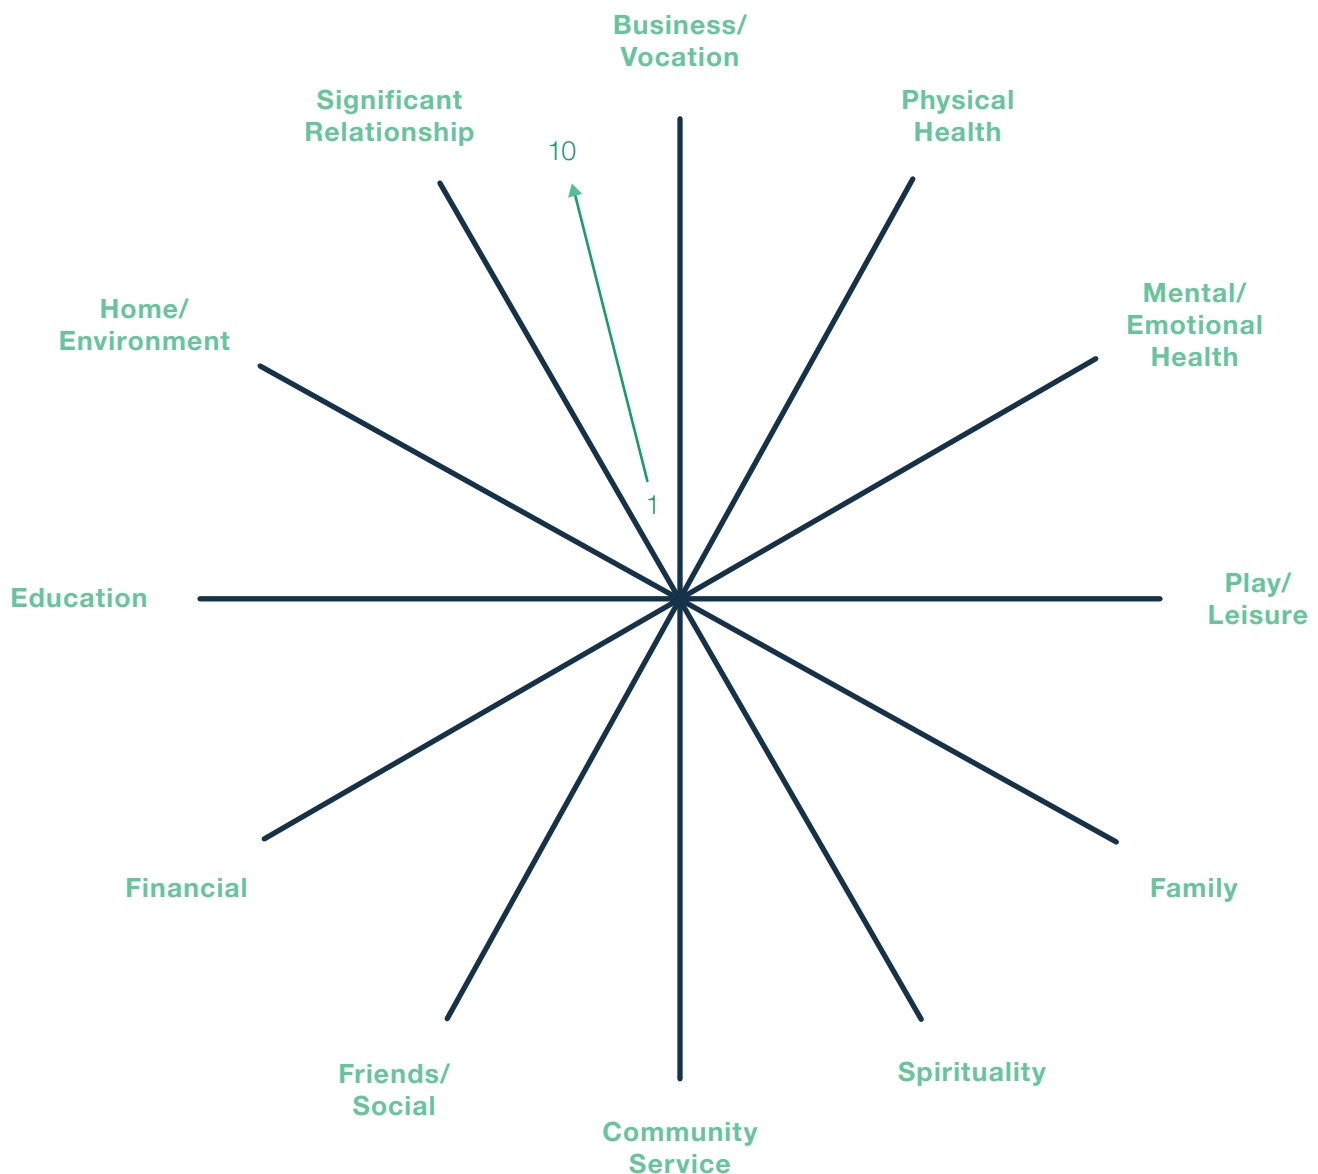 Business/
Vocation
Physical
Health
Significant
Relationship
10
Mental/
Emotional
Health
Home/
Environment
1
Education
Play/
Leisure
Financial
Family
Friends/
Social
Spirituality
Community
Service